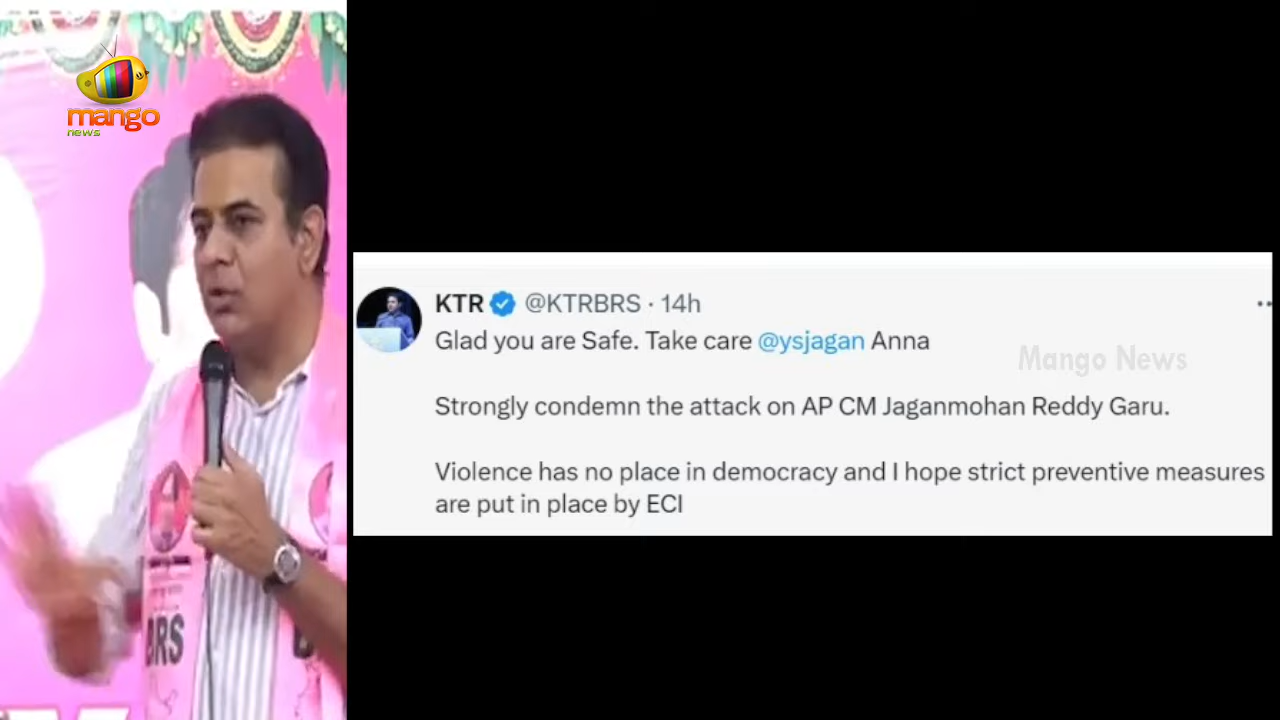 mango
news
BRS
KTR @KTRBRS · 14h
Glad you are Safe. Take care @ysjagan Anna
Mango News
Strongly condemn the attack on AP CM Jaganmohan Reddy Garu.
Violence has no place in democracy and I hope strict preventive measures
are put in place by ECI